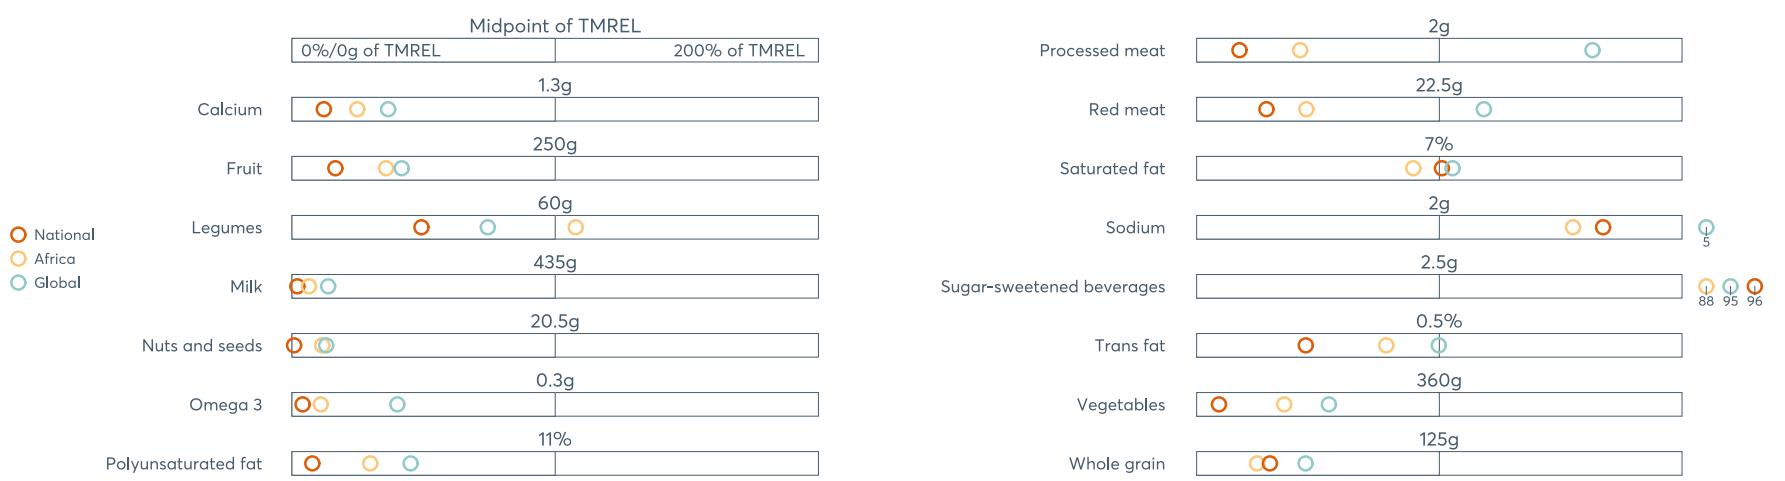 Midpoint of TMREL
0%/0g of TMREL 200% of TMREL
1.3g
Calcium
250g
Fruit
60g
Legumes
435g
Milk
20.5g
Nuts and seeds
0.3g
Omega 3
11%
Polyunsaturated fat
National
Africa
Global
2g
Processed meat
22.5g
Red meat
7%
Saturated fat
2g
Sodium
5
2.5g
Sugar-sweetened beverages
88 95 96
0.5%
Trans fat
360g
Vegetables
125g
Whole grain